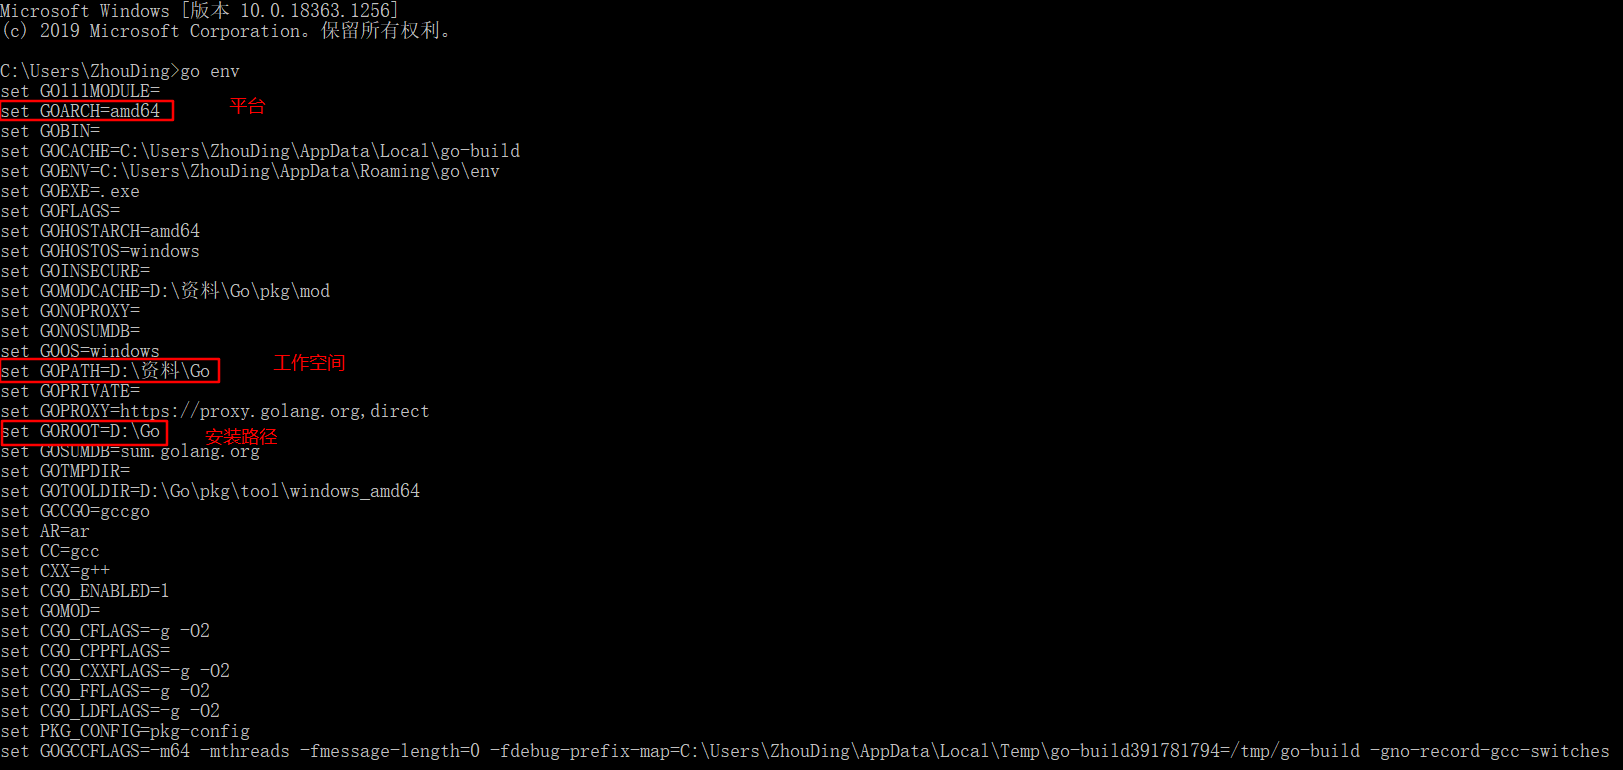 Microsoft Windows [版本 10.0.18363.1256]
(c) 2019 Microsoft Corporation。保留所有权利。
C:\Users\ZhouDing>go env
set GO111MODULE=
set GOARCH=amd64
平台
set GOBIN=
set GOCACHE=C:\Users\ZhouDing\AppData\Local\go-build
set GOENV=C:\Users\ZhouDing\AppData\Roaming\go\env
set GOEXE=.exe
set GOFLAGS=
set GOHOSTARCH=amd64
set GOHOSTOS=windows
set GOINSECURE=
set GOMODCACHE=D:\资料\Go\pkg\mod
set GONOPROXY=
set GONOSUMDB=
set GOOS=windows
set GOPATH=D:\资料\Go
工作空间
set GOPRIVATE=
set GOPROXY=https://proxy.golang.org,direct
set GOROOT=D:\Go
安装路径
set GOSUMDB=sum.golang.org
set GOTMPDIR=
set GOTOOLDIR=D:\Go\pkg\tool\windows_amd64
set GCCGO=gccgo
set AR=ar
set CC=gcc
set CXX=g++
set CGO_ENABLED=1
set GOMOD=
set CGO_CFLAGS=-g -O2
set CGO_CPPFLAGS=
set CGO_CXXFLAGS=-g -O2
set CGO_FFLAGS=-g -O2
set CGO_LDFLAGS=-g -O2
set PKG_CONFIG=pkg-config
set GOGCCFLAGS=-m64 -mthreads -fmessage-length=0 -fdebug-prefix-map=C:\Users\ZhouDing\AppData\Local\Temp\go-build391781794=/tmp/go-build -gno-record-gcc-switches